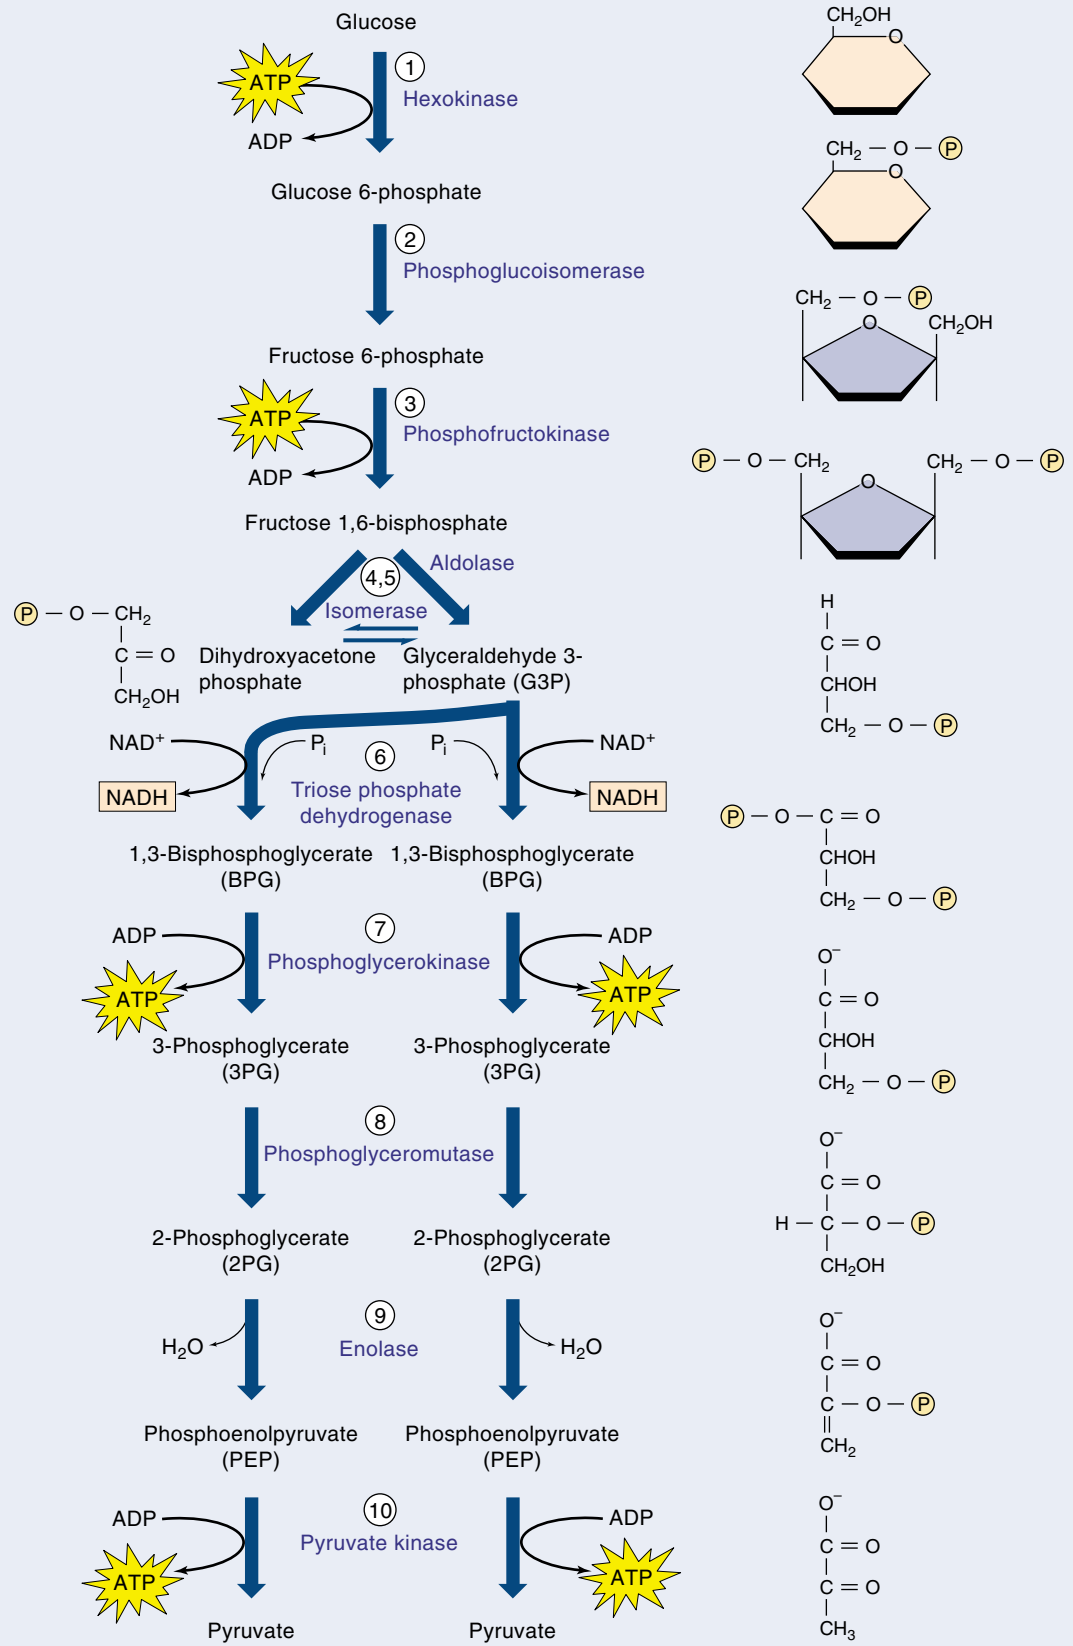 Glucose
ATP
ADP
1
Hexokinase
CH₂OH
O
Glucose 6-phosphate
CH₂ — O — P
O
2
Phosphoglucoisomerase
Fructose 6-phosphate
CH₂ — O — P
O
CH₂OH
ATP
ADP
3
Phosphofructokinase
Fructose 1,6-bisphosphate
P — O — CH₂
CH₂ — O — P
O
4,5
Aldolase
Isomerase
P — O — CH₂
C = O
CH₂OH
Dihydroxyacetone
phosphate
Glyceraldehyde 3-
phosphate (G3P)
H
C = O
CHOH
CH₂ — O — P
NAD⁺
NADH
Pᵢ
6
Pᵢ
NAD⁺
NADH
Triose phosphate
dehydrogenase
1,3-Bisphosphoglycerate
(BPG)
1,3-Bisphosphoglycerate
(BPG)
P — O — C = O
CHOH
CH₂ — O — P
ADP
ATP
7
Phosphoglycerokinase
ADP
ATP
3-Phosphoglycerate
(3PG)
3-Phosphoglycerate
(3PG)
O⁻
C = O
CHOH
CH₂ — O — P
8
Phosphoglyceromutase
2-Phosphoglycerate
(2PG)
2-Phosphoglycerate
(2PG)
O⁻
C = O
H — C — O — P
CH₂OH
H₂O
9
Enolase
H₂O
Phosphoenolpyruvate
(PEP)
Phosphoenolpyruvate
(PEP)
O⁻
C = O
C — O — P
CH₂
ADP
ATP
10
Pyruvate kinase
ADP
ATP
Pyruvate
Pyruvate
O⁻
C = O
C = O
CH₃